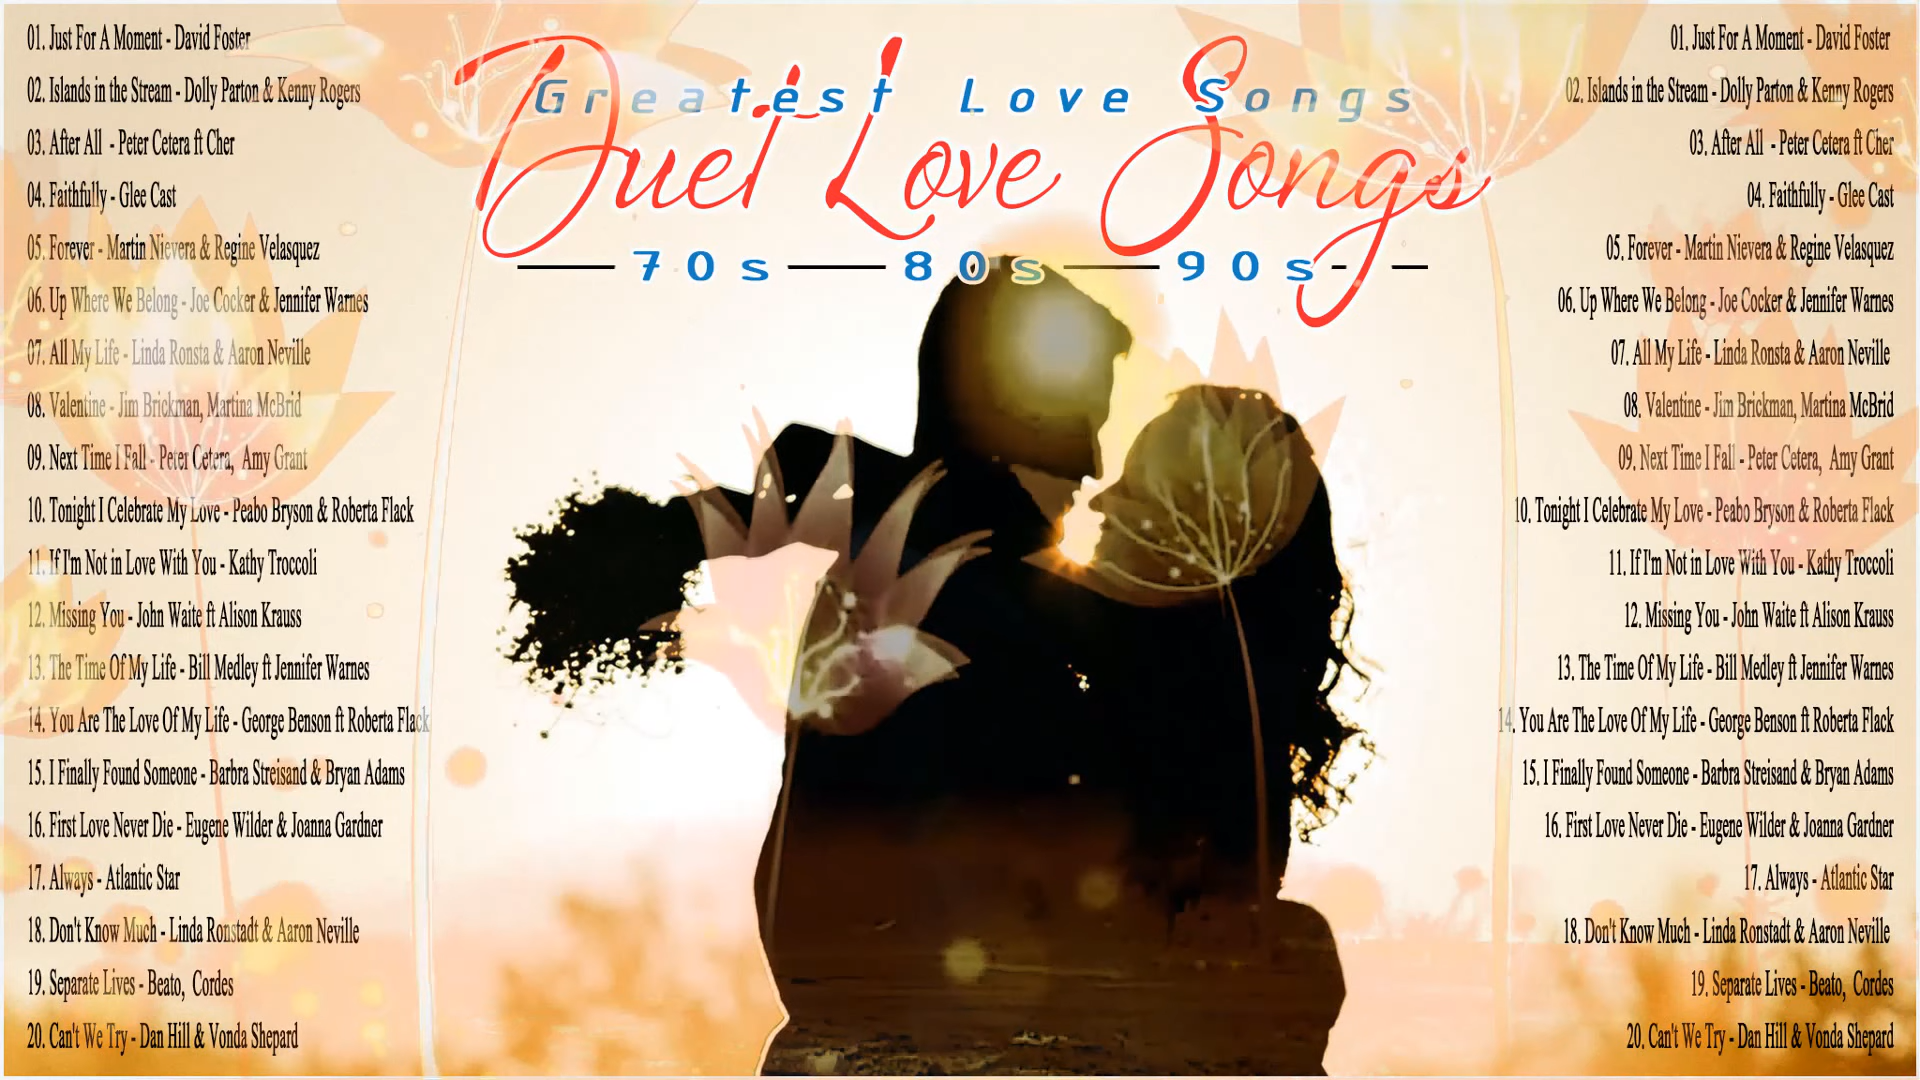 Greatest Love Songs
Duet Love Songs
70s 80s 90s
01. Just For A Moment - David Foster
02. Islands in the Stream - Dolly Parton & Kenny Rogers
03. After All - Peter Cetera ft Cher
04. Faithfully - Glee Cast
05. Forever - Martin Nievera & Regine Velasquez
06. Up Where We Belong - Joe Cocker & Jennifer Warnes
07. All My Life - Linda Ronsta & Aaron Neville
08. Valentine - Jim Brickman, Martina McBrid
09. Next Time I Fall - Peter Cetera, Amy Grant
10. Tonight I Celebrate My Love - Peabo Bryson & Roberta Flack
11. If I'm Not in Love With You - Kathy Troccoli
12. Missing You - John Waite ft Alison Krauss
13. The Time Of My Life - Bill Medley ft Jennifer Warnes
14. You Are The Love Of My Life - George Benson ft Roberta Flack
15. I Finally Found Someone - Barbra Streisand & Bryan Adams
16. First Love Never Die - Eugene Wilder & Joanna Gardner
17. Always - Atlantic Star
18. Don't Know Much - Linda Ronstadt & Aaron Neville
19. Separate Lives - Beato, Cordes
20. Can't We Try - Dan Hill & Vonda Shepard
01. Just For A Moment - David Foster
02. Islands in the Stream - Dolly Parton & Kenny Rogers
03. After All - Peter Cetera ft Cher
04. Faithfully - Glee Cast
05. Forever - Martin Nievera & Regine Velasquez
06. Up Where We Belong - Joe Cocker & Jennifer Warnes
07. All My Life - Linda Ronsta & Aaron Neville
08. Valentine - Jim Brickman, Martina McBrid
09. Next Time I Fall - Peter Cetera, Amy Grant
10. Tonight I Celebrate My Love - Peabo Bryson & Roberta Flack
11. If I'm Not in Love With You - Kathy Troccoli
12. Missing You - John Waite ft Alison Krauss
13. The Time Of My Life - Bill Medley ft Jennifer Warnes
14. You Are The Love Of My Life - George Benson ft Roberta Flack
15. I Finally Found Someone - Barbra Streisand & Bryan Adams
16. First Love Never Die - Eugene Wilder & Joanna Gardner
17. Always - Atlantic Star
18. Don't Know Much - Linda Ronstadt & Aaron Neville
19. Separate Lives - Beato, Cordes
20. Can't We Try - Dan Hill & Vonda Shepard